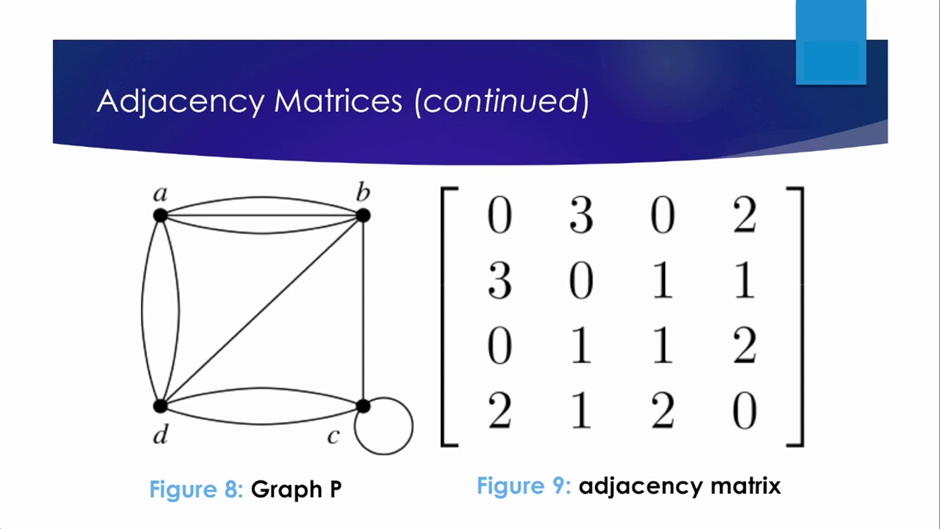 Adjacency Matrices (continued)
a b
d c
0 3 0 2
3 0 1 1
0 1 1 2
2 1 2 0
Figure 8: Graph P
Figure 9: adjacency matrix